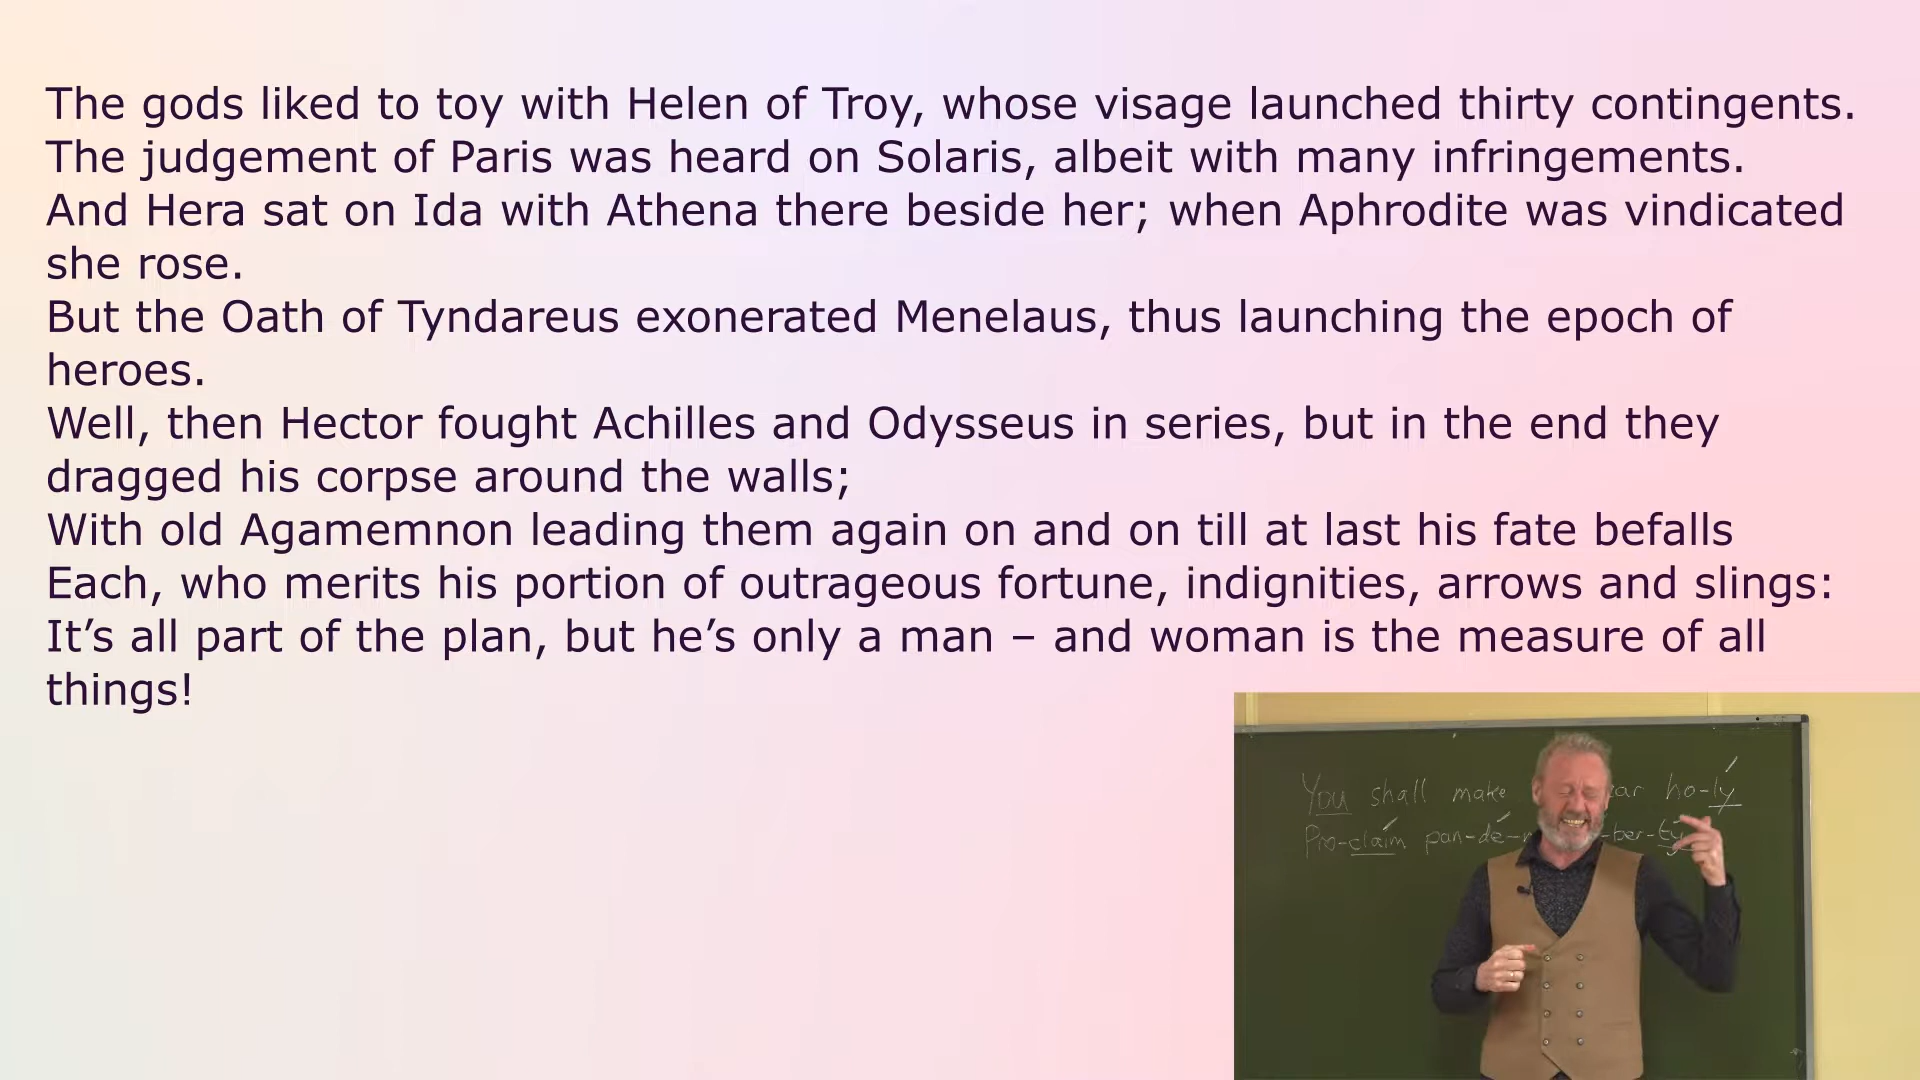 The gods liked to toy with Helen of Troy, whose visage launched thirty contingents.
The judgement of Paris was heard on Solaris, albeit with many infringements.
And Hera sat on Ida with Athena there beside her; when Aphrodite was vindicated
she rose.
But the Oath of Tyndareus exonerated Menelaus, thus launching the epoch of
heroes.
Well, then Hector fought Achilles and Odysseus in series, but in the end they
dragged his corpse around the walls;
With old Agamemnon leading them again on and on till at last his fate befalls
Each, who merits his portion of outrageous fortune, indignities, arrows and slings:
It’s all part of the plan, but he’s only a man – and woman is the measure of all
things!
You shall make ho-lý
Pro-claím pan-dé- -ber-tý